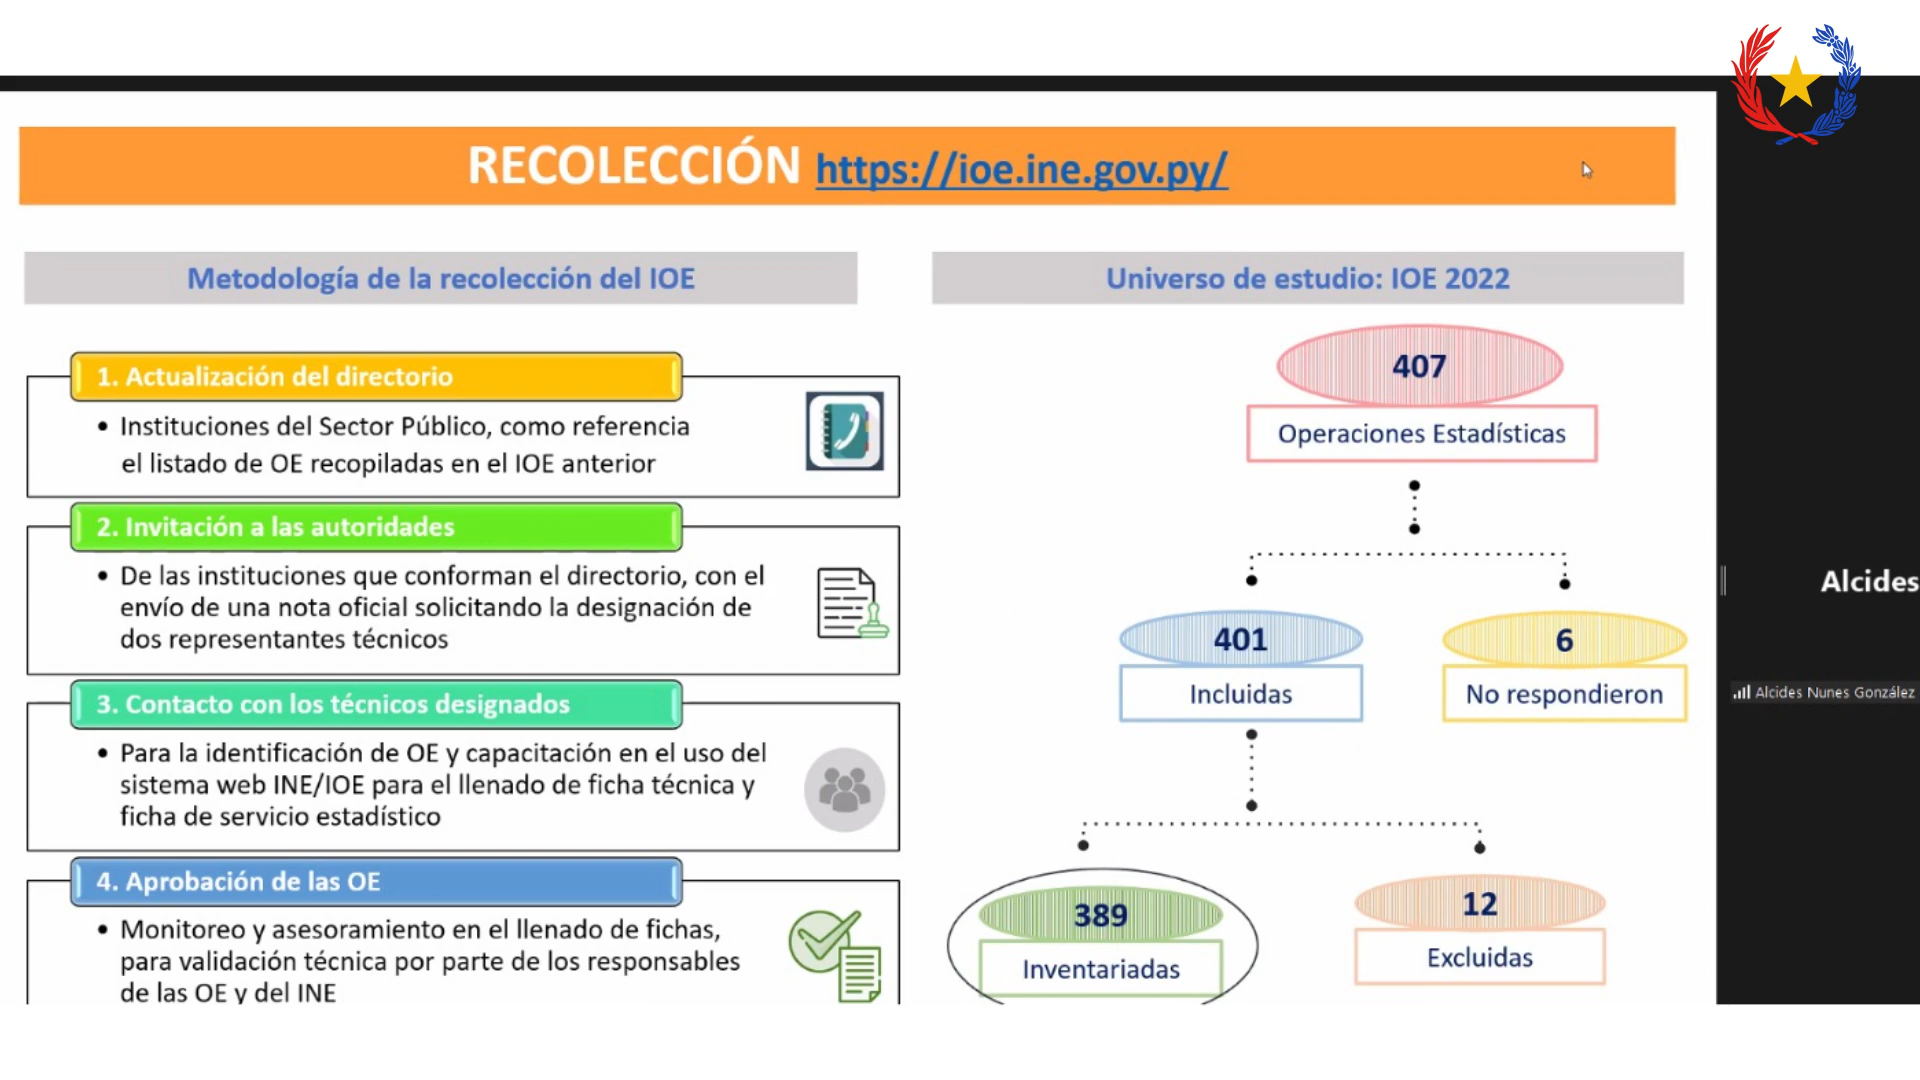 RECOLECCIÓN https://ioe.ine.gov.py/
Metodología de la recolección del IOE
1. Actualización del directorio
• Instituciones del Sector Público, como referencia
el listado de OE recopiladas en el IOE anterior
2. Invitación a las autoridades
• De las instituciones que conforman el directorio, con el
envío de una nota oficial solicitando la designación de
dos representantes técnicos
3. Contacto con los técnicos designados
• Para la identificación de OE y capacitación en el uso del
sistema web INE/IOE para el llenado de ficha técnica y
ficha de servicio estadístico
4. Aprobación de las OE
• Monitoreo y asesoramiento en el llenado de fichas,
para validación técnica por parte de los responsables
de las OE y del INE
Universo de estudio: IOE 2022
407
Operaciones Estadísticas
401
Incluidas
6
No respondieron
389
Inventariadas
12
Excluidas
Alcides
Alcides Nunes González